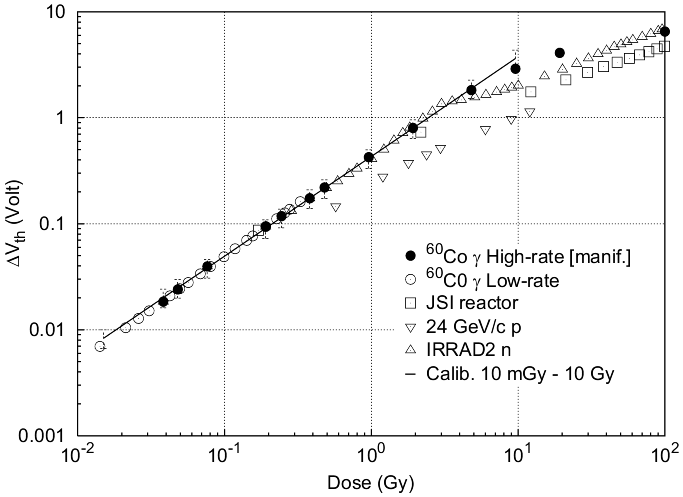 10
1
0.1
0.01
0.001
ΔV_th (Volt)
⁶⁰Co γ High-rate [manif.]
⁶⁰C0 γ Low-rate
JSI reactor
24 GeV/c p
IRRAD2 n
Calib. 10 mGy - 10 Gy
10⁻² 10⁻¹ 10⁰ 10¹ 10²
Dose (Gy)